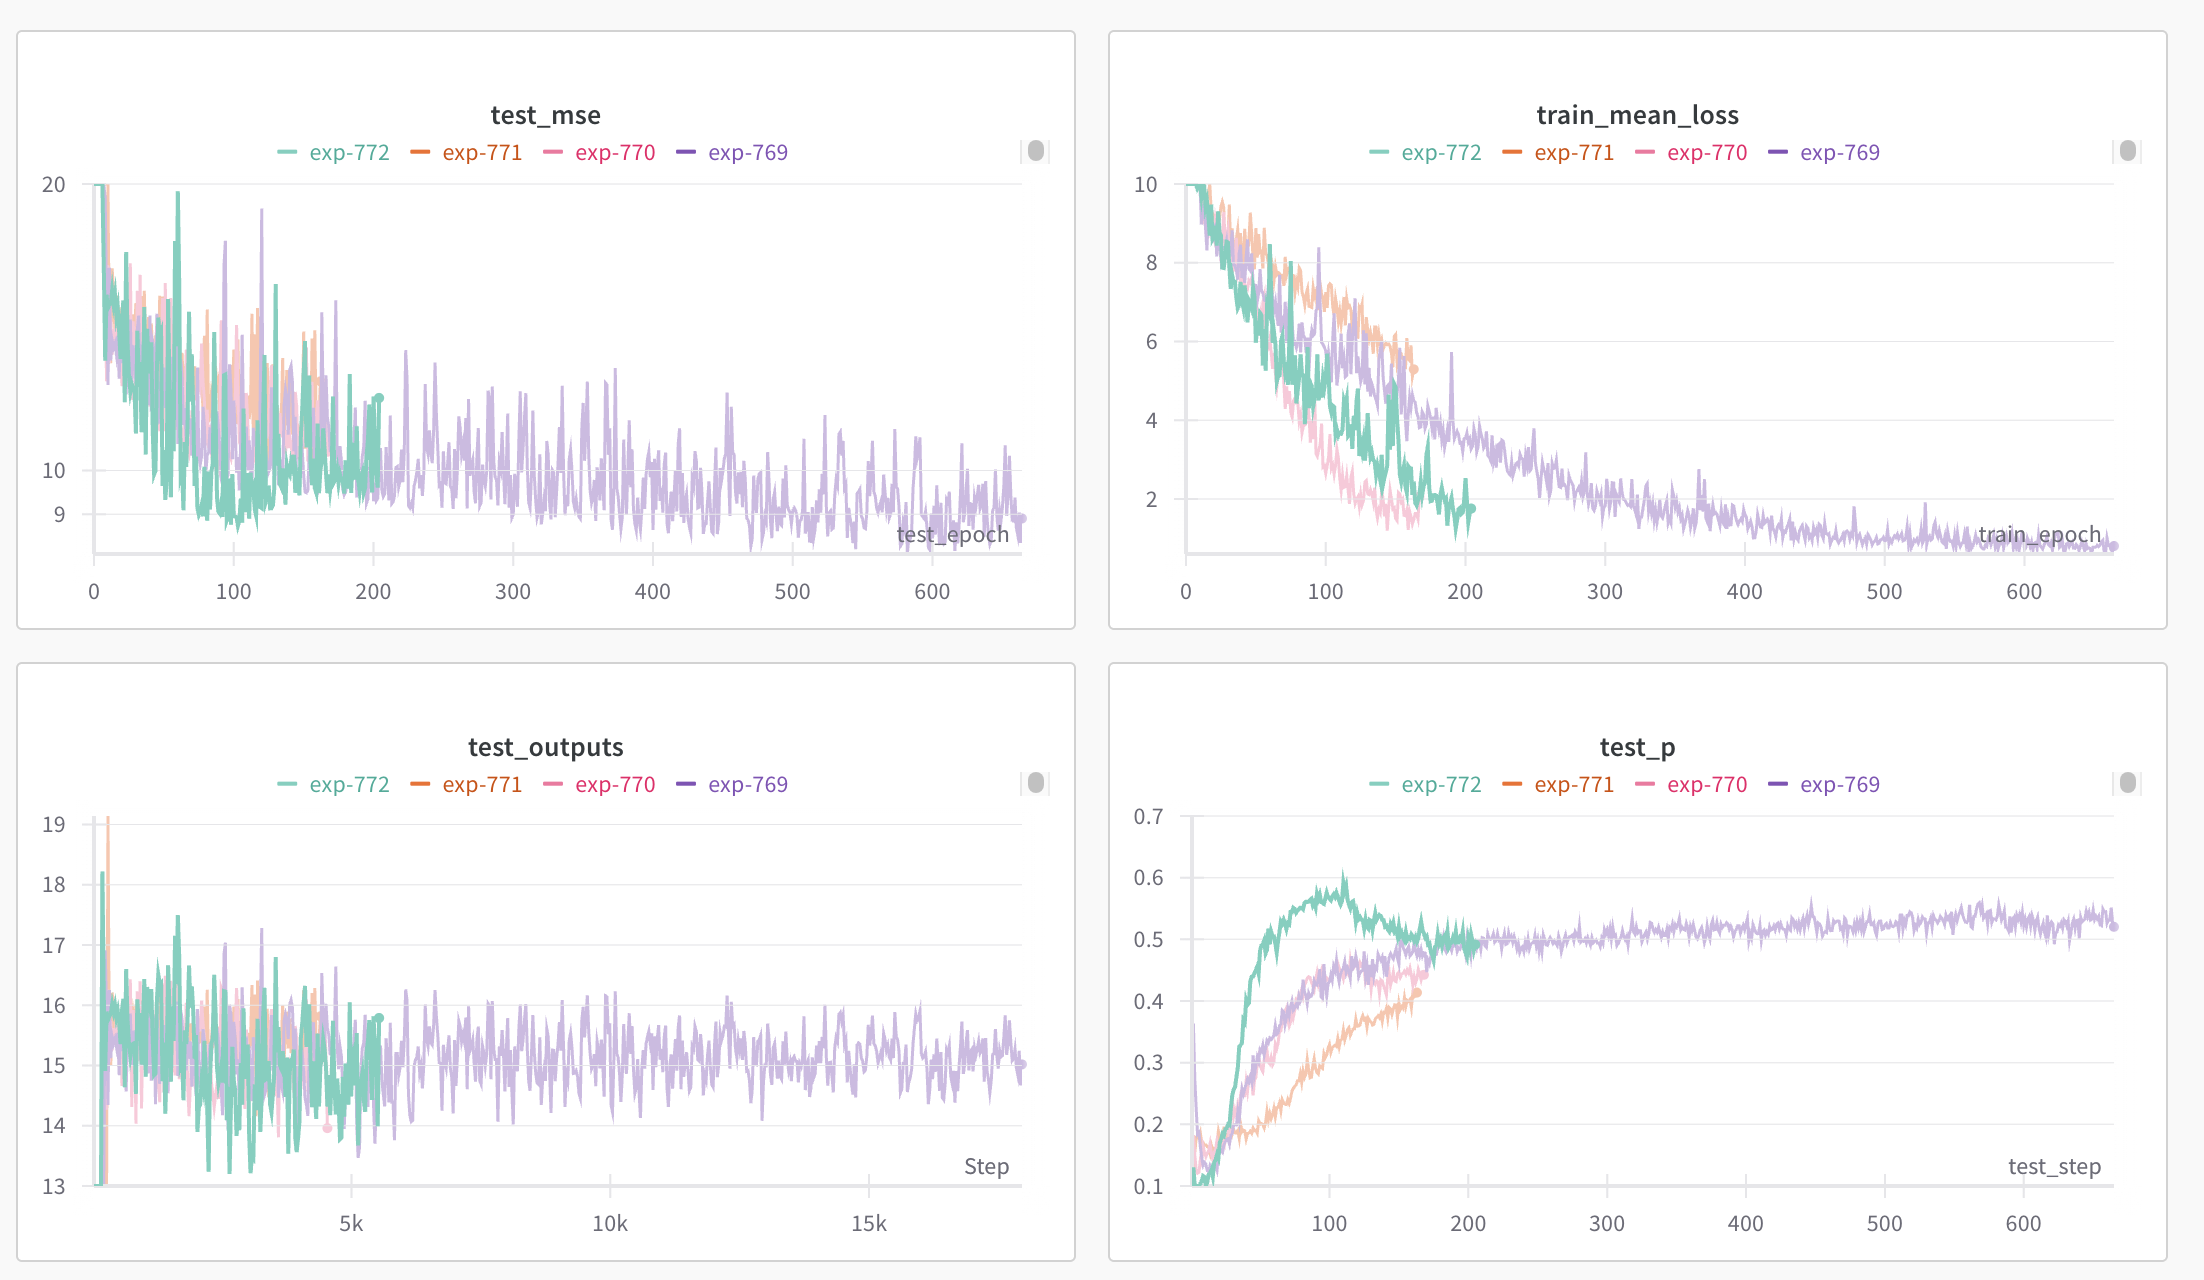 test_mse
exp-772 exp-771 exp-770 exp-769
20
10
9
test_epoch
0 100 200 300 400 500 600
train_mean_loss
exp-772 exp-771 exp-770 exp-769
10
8
6
4
2
train_epoch
0 100 200 300 400 500 600
test_outputs
exp-772 exp-771 exp-770 exp-769
19
18
17
16
15
14
13
Step
5k 10k 15k
test_p
exp-772 exp-771 exp-770 exp-769
0.7
0.6
0.5
0.4
0.3
0.2
0.1
test_step
100 200 300 400 500 600